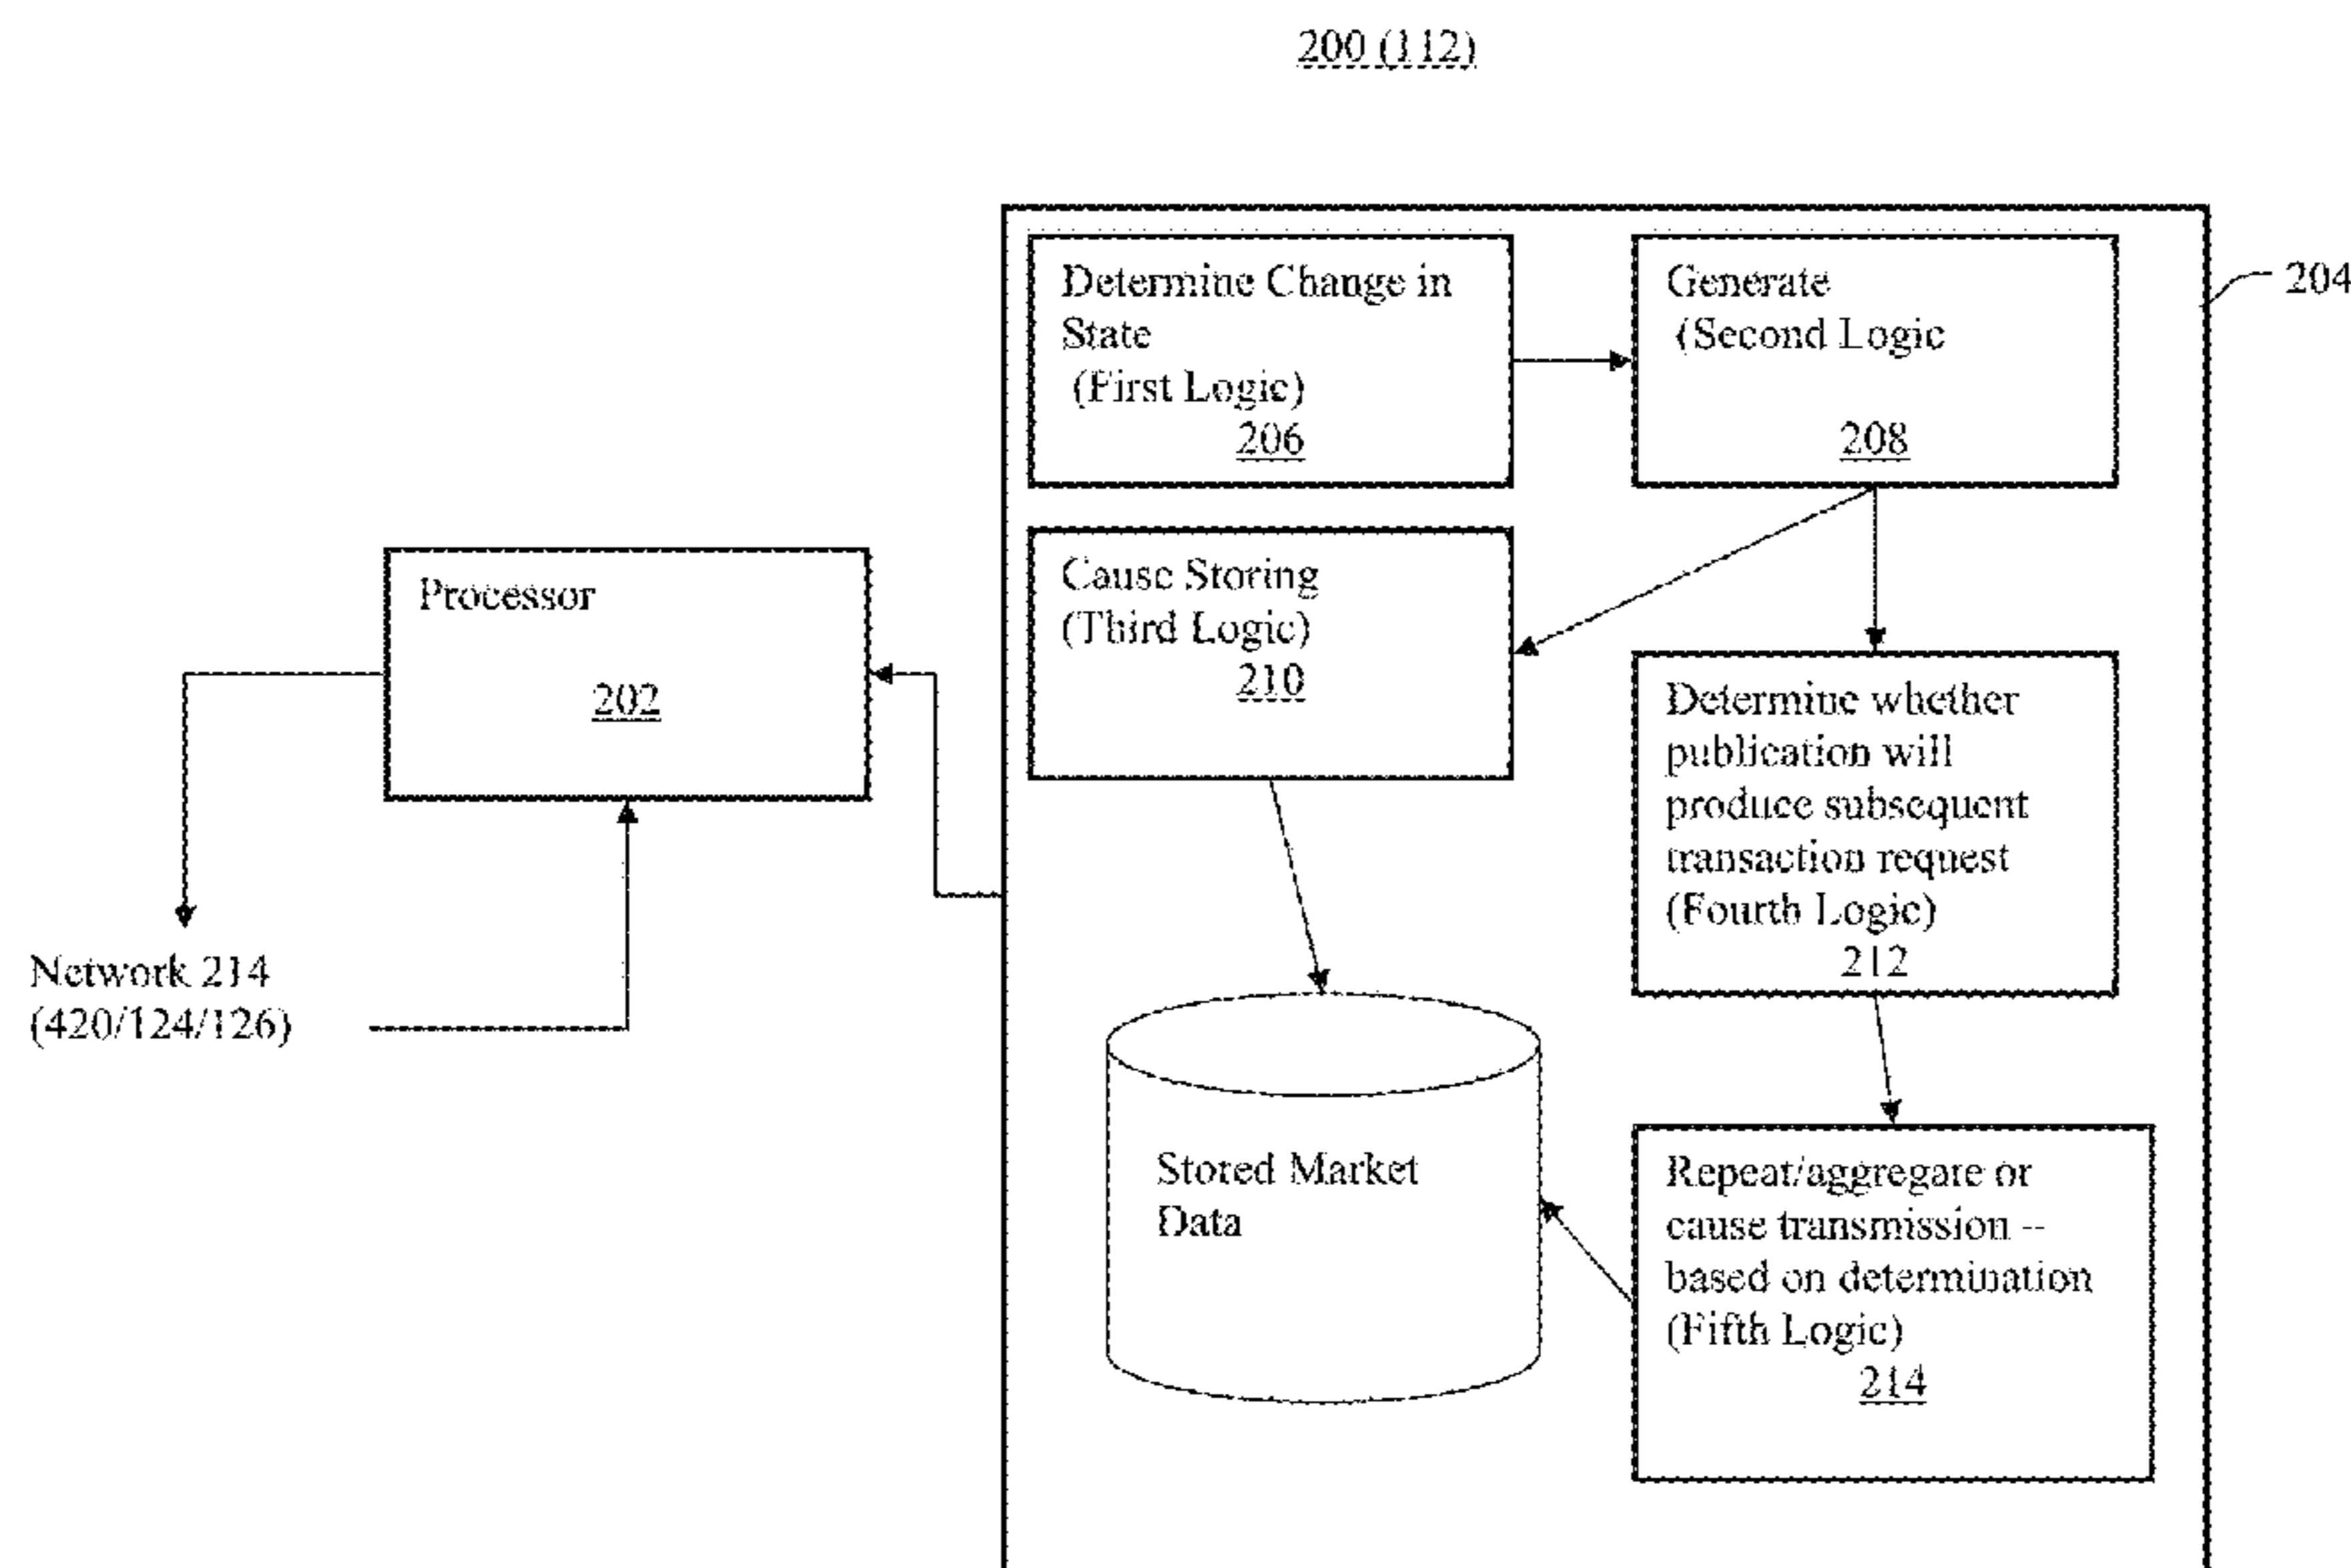 200 (112)
204
Determine Change in
State
(First Logic)
206
Generate
(Second Logic
208
Cause Storing
(Third Logic)
210
Processor
202
Determine whether
publication will
produce subsequent
transaction request
(Fourth Logic)
212
Network 214
(420/124/126)
Stored Market
Data
Repeat/aggregate or
cause transmission --
based on determination
(Fifth Logic)
214